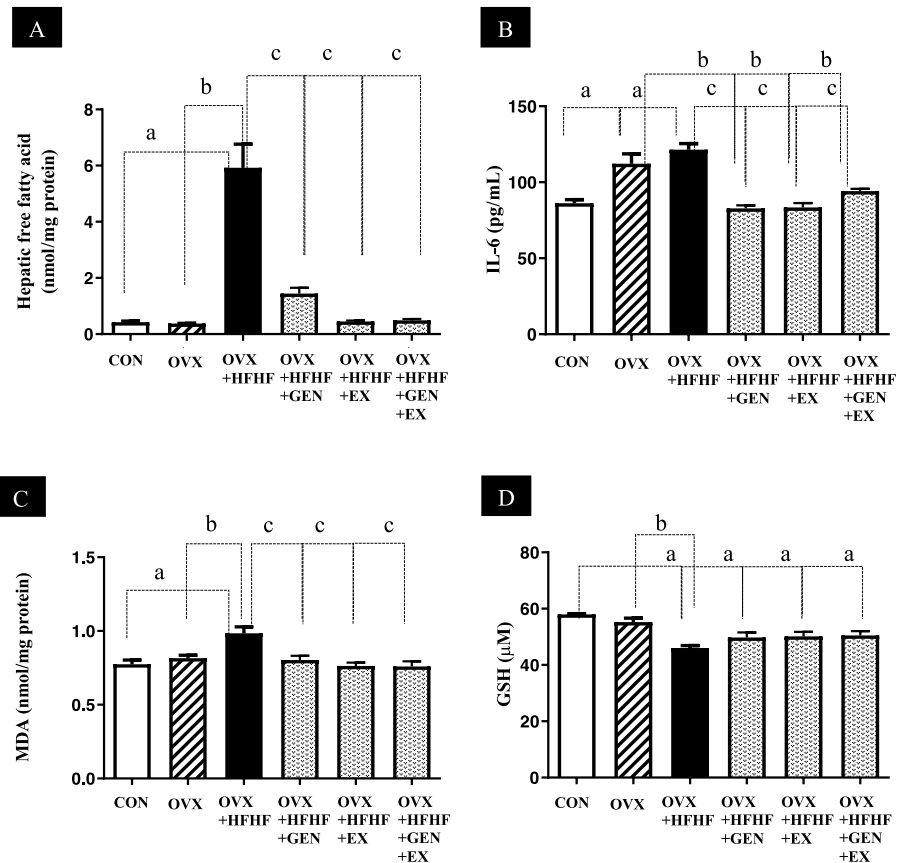 A
c c c
b
a
8
6
4
2
0
Hepatic free fatty acid
(nmol/mg protein)
CON OVX OVX OVX OVX OVX
+HFHF +HFHF +HFHF +HFHF
+GEN +EX +GEN
+EX
B
b b b
a a c c c
150
100
50
0
IL-6 (pg/mL)
CON OVX OVX OVX OVX OVX
+HFHF +HFHF +HFHF +HFHF
+GEN +EX +GEN
+EX
C
b c c c
a
1.5
1.0
0.5
0.0
MDA (nmol/mg protein)
CON OVX OVX OVX OVX OVX
+HFHF +HFHF +HFHF +HFHF
+GEN +EX +GEN
+EX
D
b
a a a a
80
60
40
20
0
GSH (µM)
CON OVX OVX OVX OVX OVX
+HFHF +HFHF +HFHF +HFHF
+GEN +EX +GEN
+EX